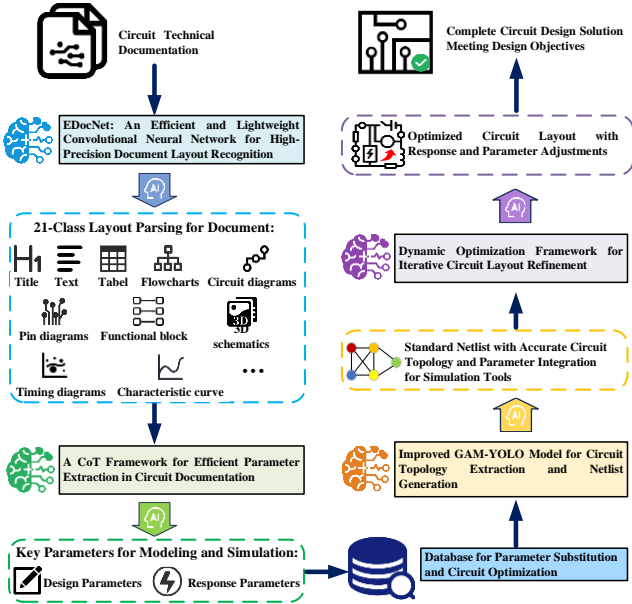 Circuit Technical
Documentation
EDocNet: An Efficient and Lightweight
Convolutional Neural Network for High-
Precision Document Layout Recognition
AI
21-Class Layout Parsing for Document:
H1
Title Text Tabel Flowcharts Circuit diagrams
3D
Pin diagrams Functional block 3D
schematics
Timing diagrams Characteristic curve ...
A CoT Framework for Efficient Parameter
Extraction in Circuit Documentation
AI
Key Parameters for Modeling and Simulation:
Design Parameters Response Parameters
Database for Parameter Substitution
and Circuit Optimization
Improved GAM-YOLO Model for Circuit
Topology Extraction and Netlist
Generation
AI
Standard Netlist with Accurate Circuit
Topology and Parameter Integration
for Simulation Tools
Dynamic Optimization Framework for
Iterative Circuit Layout Refinement
AI
Optimized Circuit Layout with
Response and Parameter Adjustments
Complete Circuit Design Solution
Meeting Design Objectives